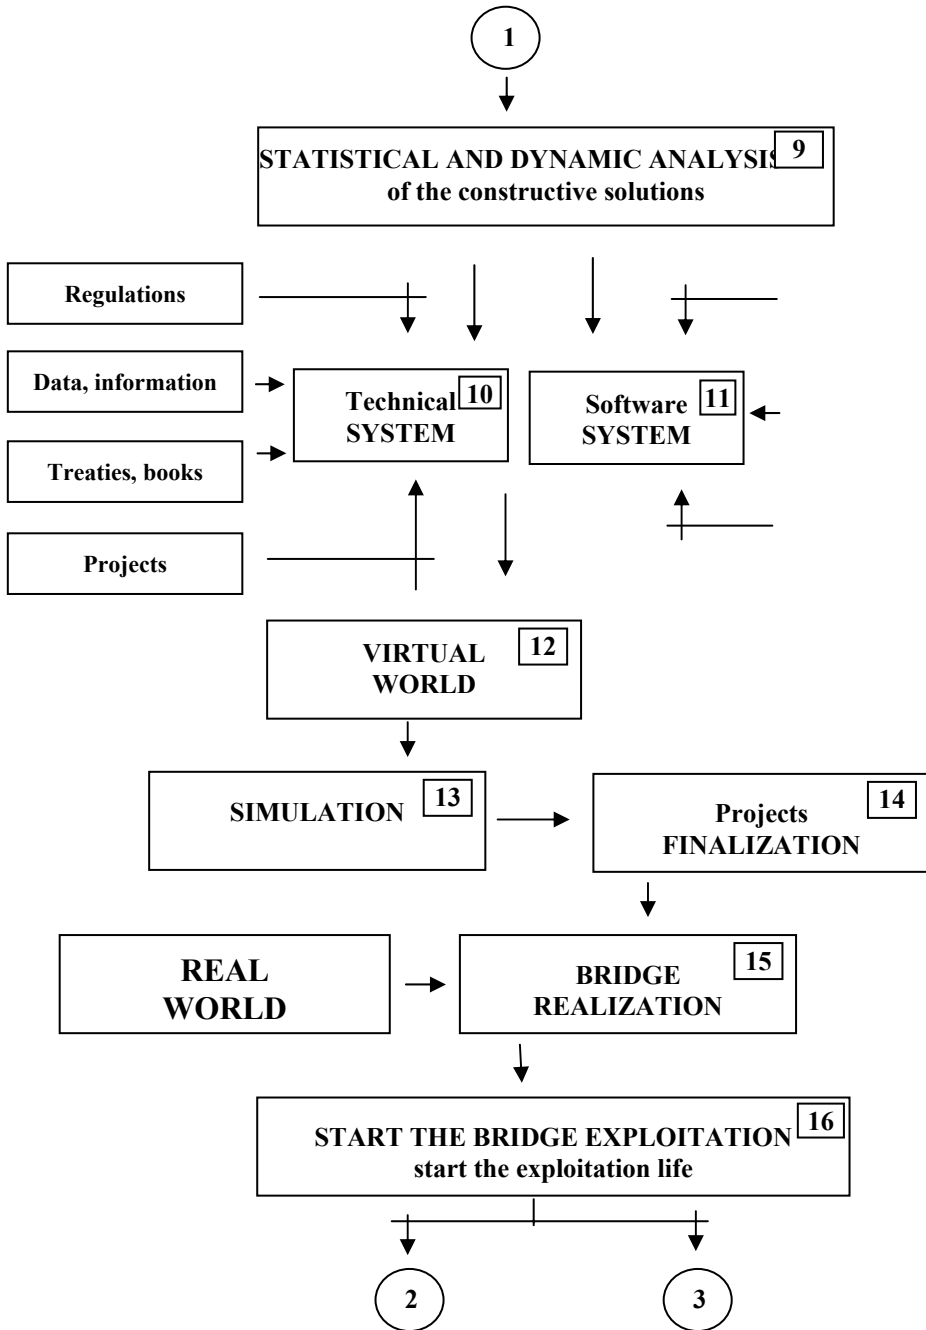 1
9
STATISTICAL AND DYNAMIC ANALYSIS
of the constructive solutions
Regulations
Data, information
Treaties, books
Projects
Technical
SYSTEM
10
Software
SYSTEM
11
VIRTUAL
WORLD
12
SIMULATION
13
Projects
FINALIZATION
14
REAL
WORLD
BRIDGE
REALIZATION
15
START THE BRIDGE EXPLOITATION
start the exploitation life
16
2
3